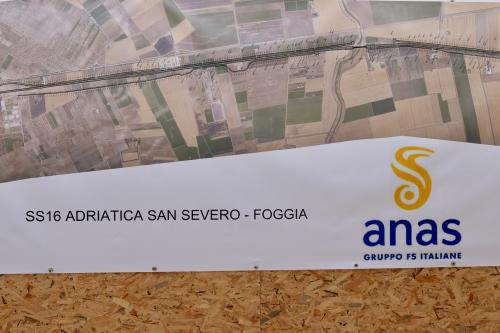 SS16 ADRIATICA SAN SEVERO - FOGGIA
anas
GRUPPO FS ITALIANE